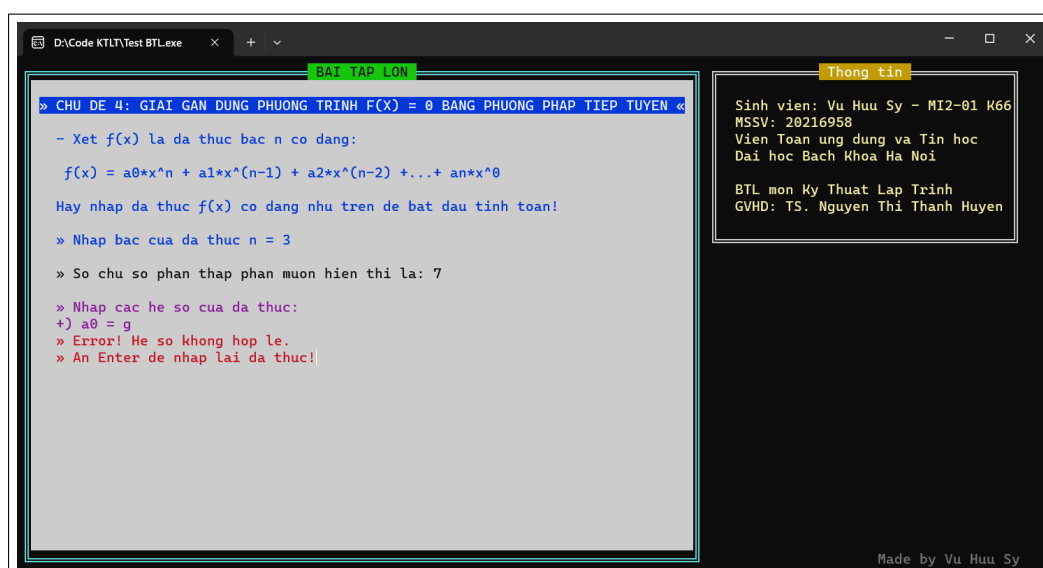 D:\Code KTLT\Test BTL.exe
BAI TAP LON
» CHU DE 4: GIAI GAN DUNG PHUONG TRINH F(X) = 0 BANG PHUONG PHAP TIEP TUYEN «
- Xet ƒ(x) la da thuc bac n co dang:
ƒ(x) = a0*x^n + a1*x^(n-1) + a2*x^(n-2) +...+ an*x^0
Hay nhap da thuc ƒ(x) co dang nhu tren de bat dau tinh toan!
» Nhap bac cua da thuc n = 3
» So chu so phan thap phan muon hien thi la: 7
» Nhap cac he so cua da thuc:
+) a0 = g
» Error! He so khong hop le.
» An Enter de nhap lai da thuc!
Thong tin
Sinh vien: Vu Huu Sy - MI2-01 K66
MSSV: 20216958
Vien Toan ung dung va Tin hoc
Dai hoc Bach Khoa Ha Noi
BTL mon Ky Thuat Lap Trinh
GVHD: TS. Nguyen Thi Thanh Huyen
Made by Vu Huu Sy